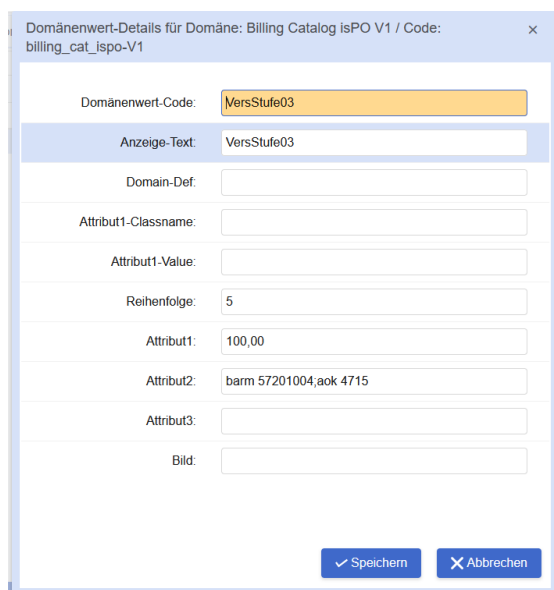 Domänenwert-Details für Domäne: Billing Catalog isPO V1 / Code:
billing_cat_ispo-V1
Domänenwert-Code: VersStufe03
Anzeige-Text: VersStufe03
Domain-Def:
Attribut1-Classname:
Attribut1-Value:
Reihenfolge: 5
Attribut1: 100,00
Attribut2: barm 57201004;aok 4715
Attribut3:
Bild:
Speichern Abbrechen